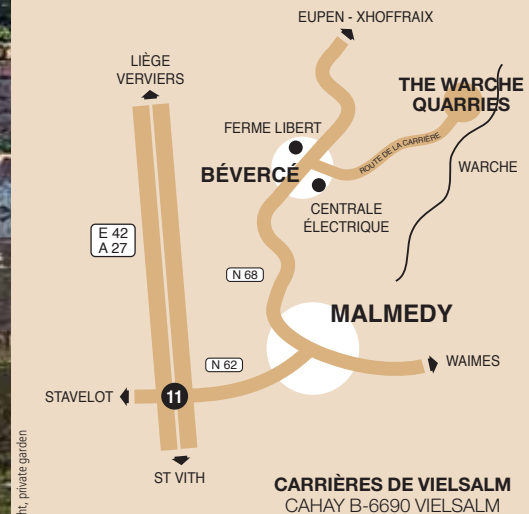 EUPEN - XHOFFRAIX
LIÈGE
VERVIERS
THE WARCHE
QUARRIES
FERME LIBERT
ROUTE DE LA CARRIÈRE
BÉVERCÉ
WARCHE
CENTRALE
ÉLECTRIQUE
E 42
A 27
N 68
MALMEDY
N 62
WAIMES
STAVELOT
11
ST VITH
CARRIÈRES DE VIELSALM
CAHAY B-6690 VIELSALM
private garden